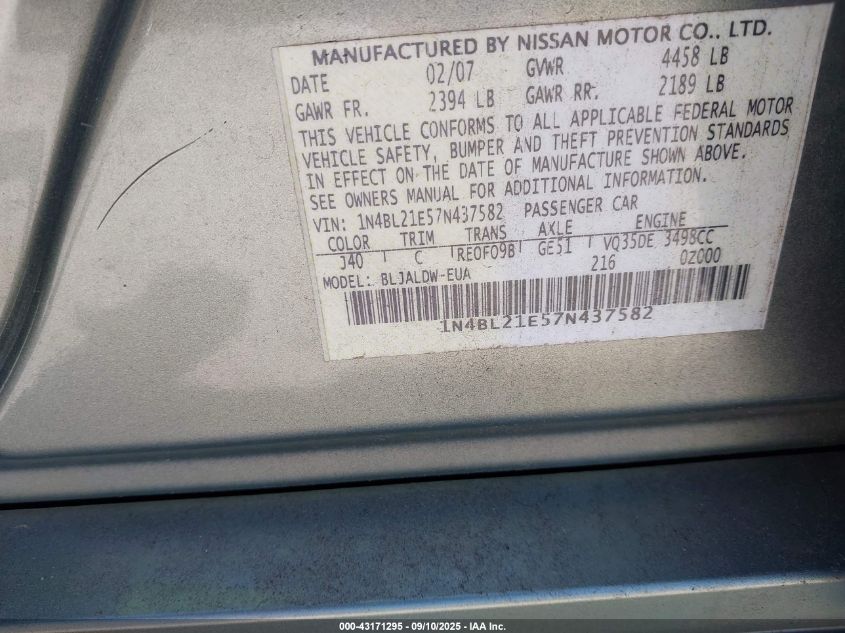 MANUFACTURED BY NISSAN MOTOR CO., LTD.
DATE 02/07 GVWR 4458 LB
GAWR FR. 2394 LB GAWR RR. 2189 LB
THIS VEHICLE CONFORMS TO ALL APPLICABLE FEDERAL MOTOR
VEHICLE SAFETY, BUMPER AND THEFT PREVENTION STANDARDS
IN EFFECT ON THE DATE OF MANUFACTURE SHOWN ABOVE.
SEE OWNERS MANUAL FOR ADDITIONAL INFORMATION.
VIN: 1N4BL21E57N437582 PASSENGER CAR
COLOR TRIM TRANS AXLE ENGINE
J40 C RE0F09B GE51 VQ35DE 3498CC
MODEL: BLJALDW-EUA 216 0Z000
1N4BL21E57N437582
000-43171295 - 09/10/2025 - IAA Inc.